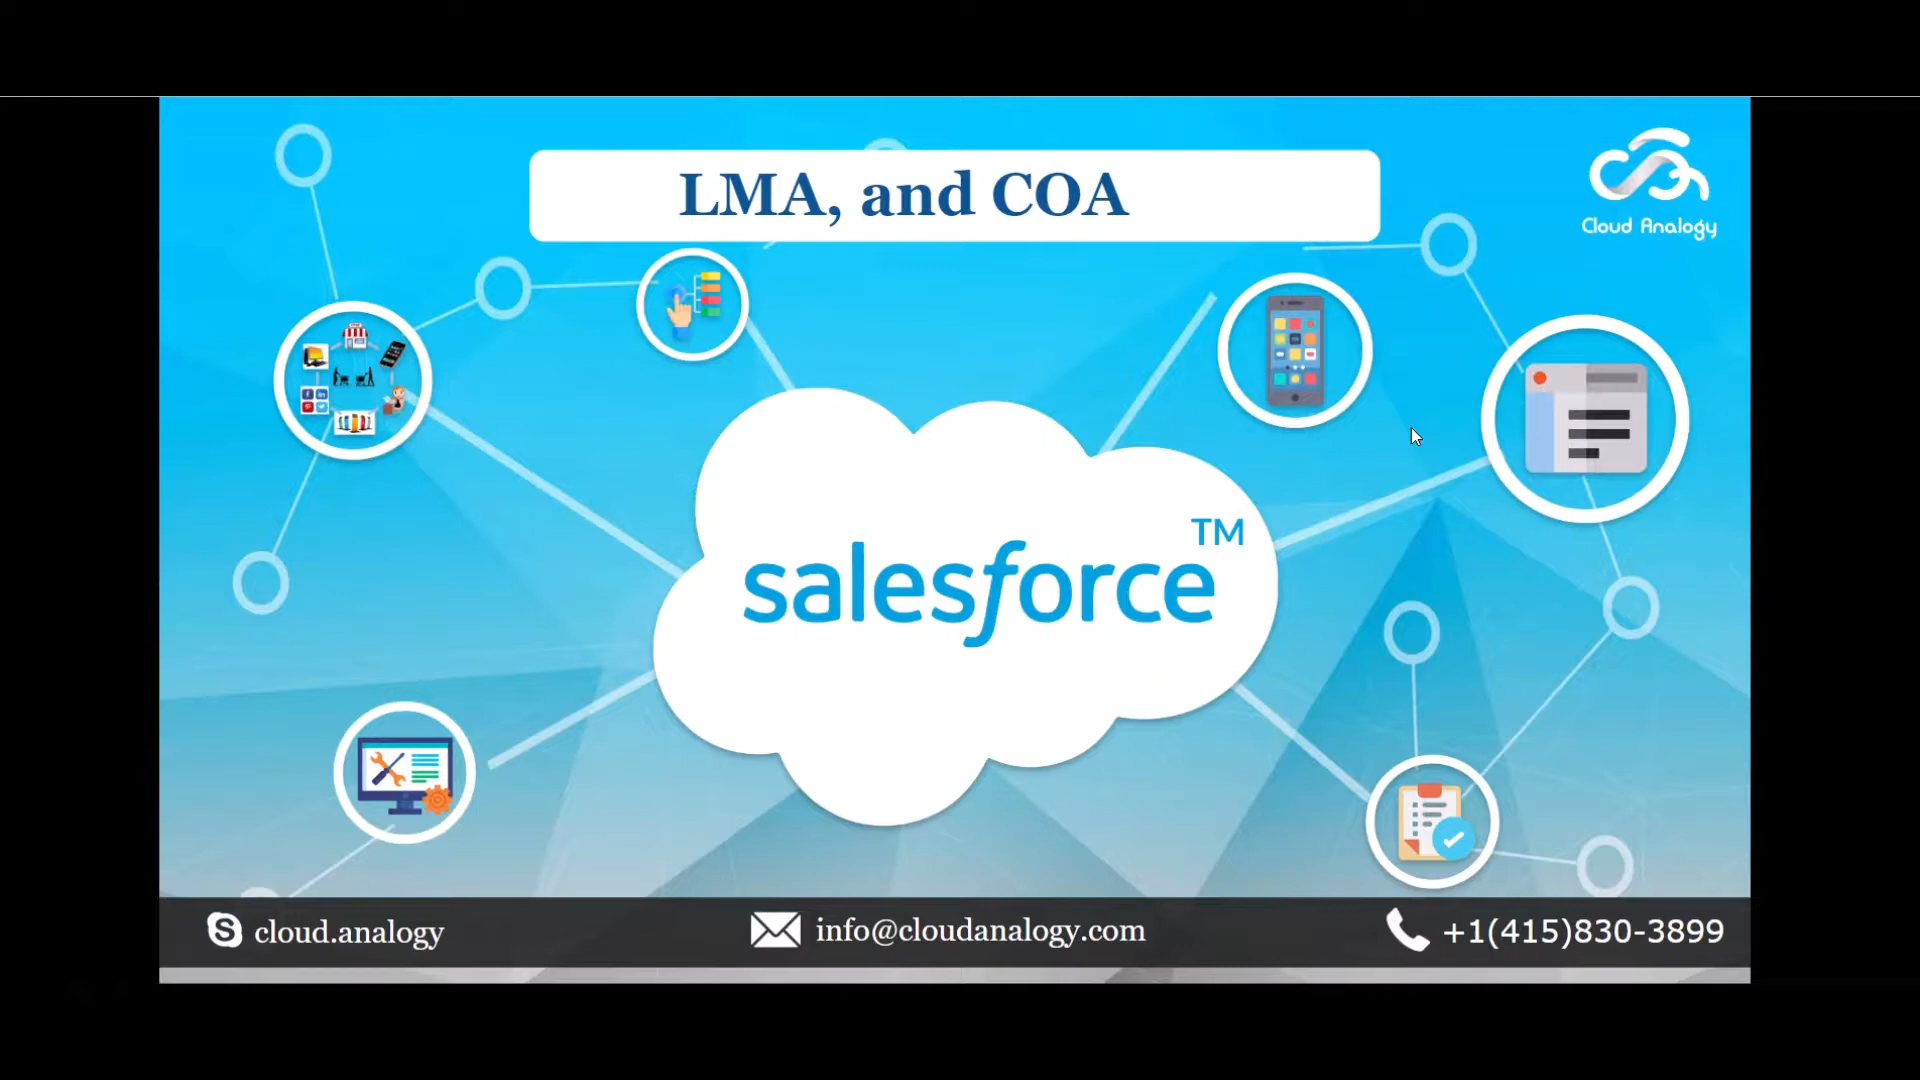 LMA, and COA
Cloud Analogy
salesforce TM
cloud.analogy
info@cloudanalogy.com
+1(415)830-3899